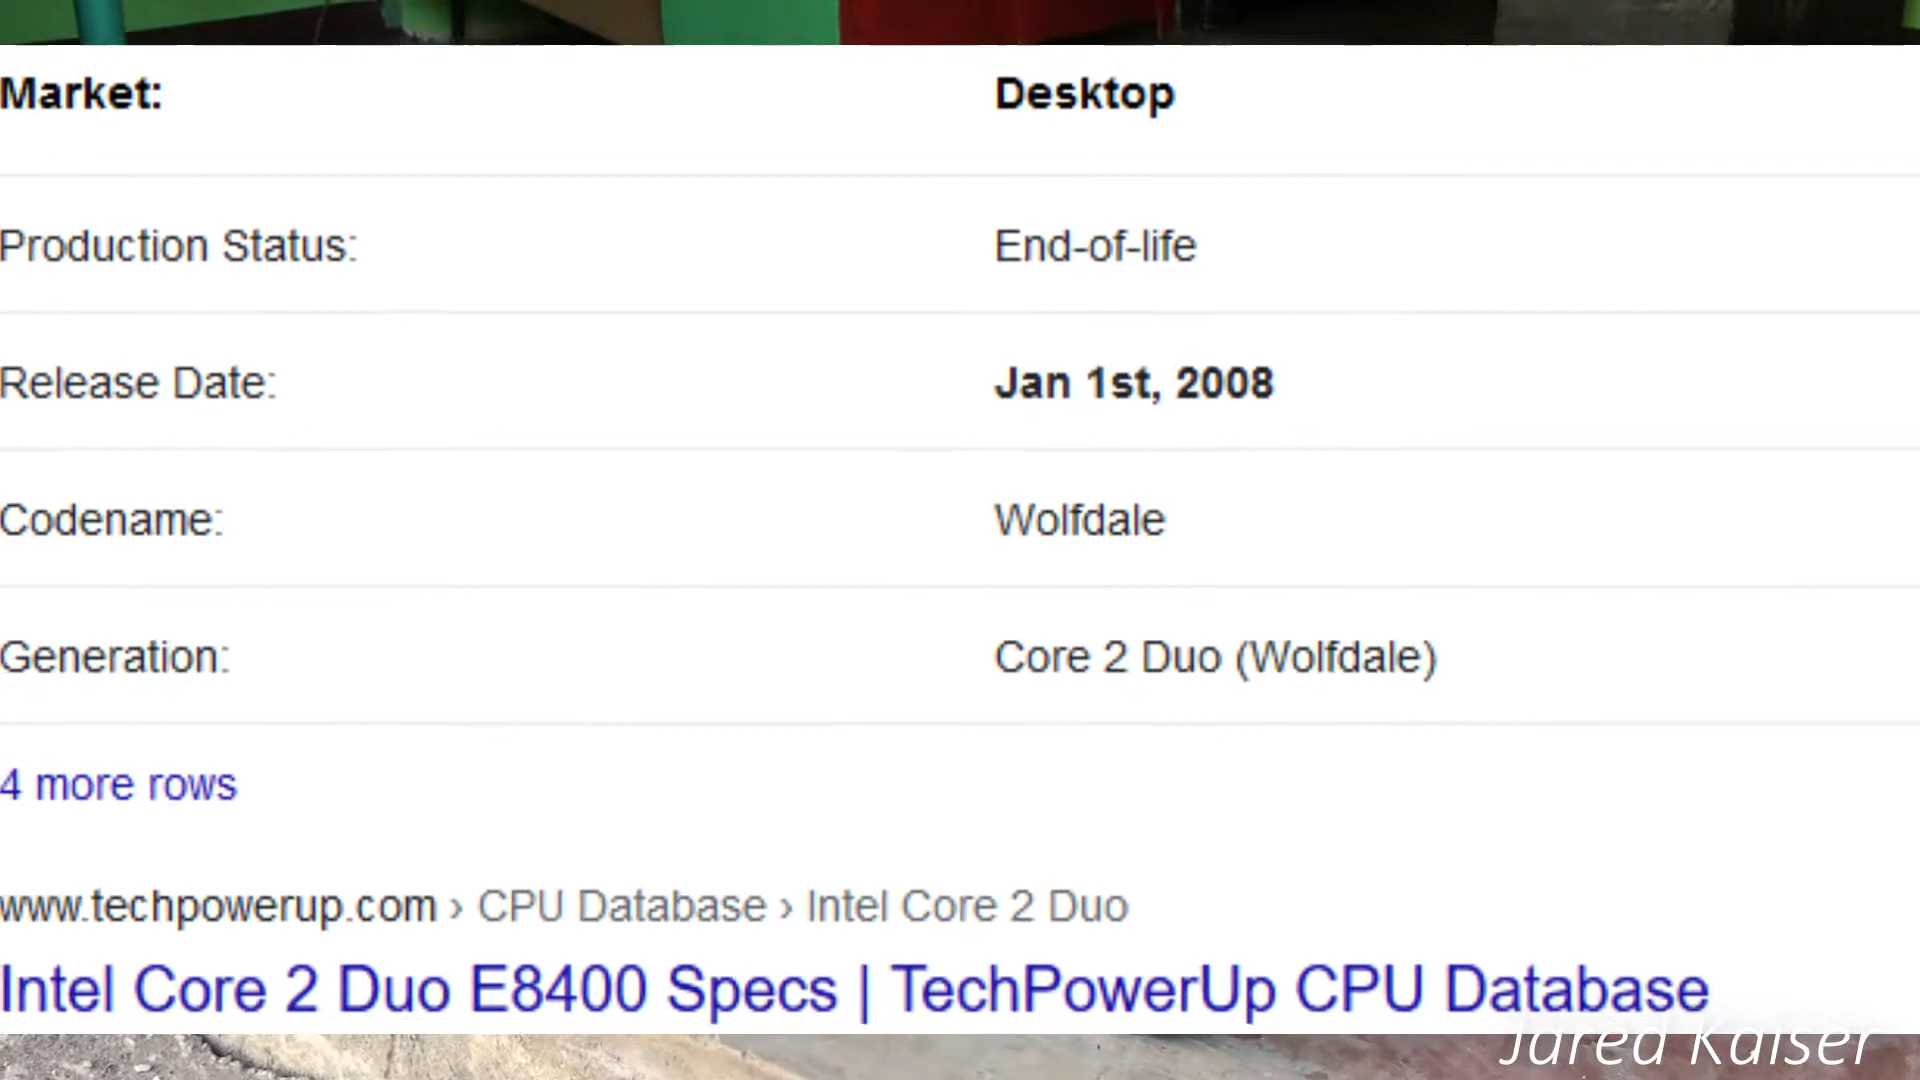 Market: Desktop
Production Status: End-of-life
Release Date: Jan 1st, 2008
Codename: Wolfdale
Generation: Core 2 Duo (Wolfdale)
4 more rows
www.techpowerup.com › CPU Database › Intel Core 2 Duo
Intel Core 2 Duo E8400 Specs | TechPowerUp CPU Database
Jared Kaiser